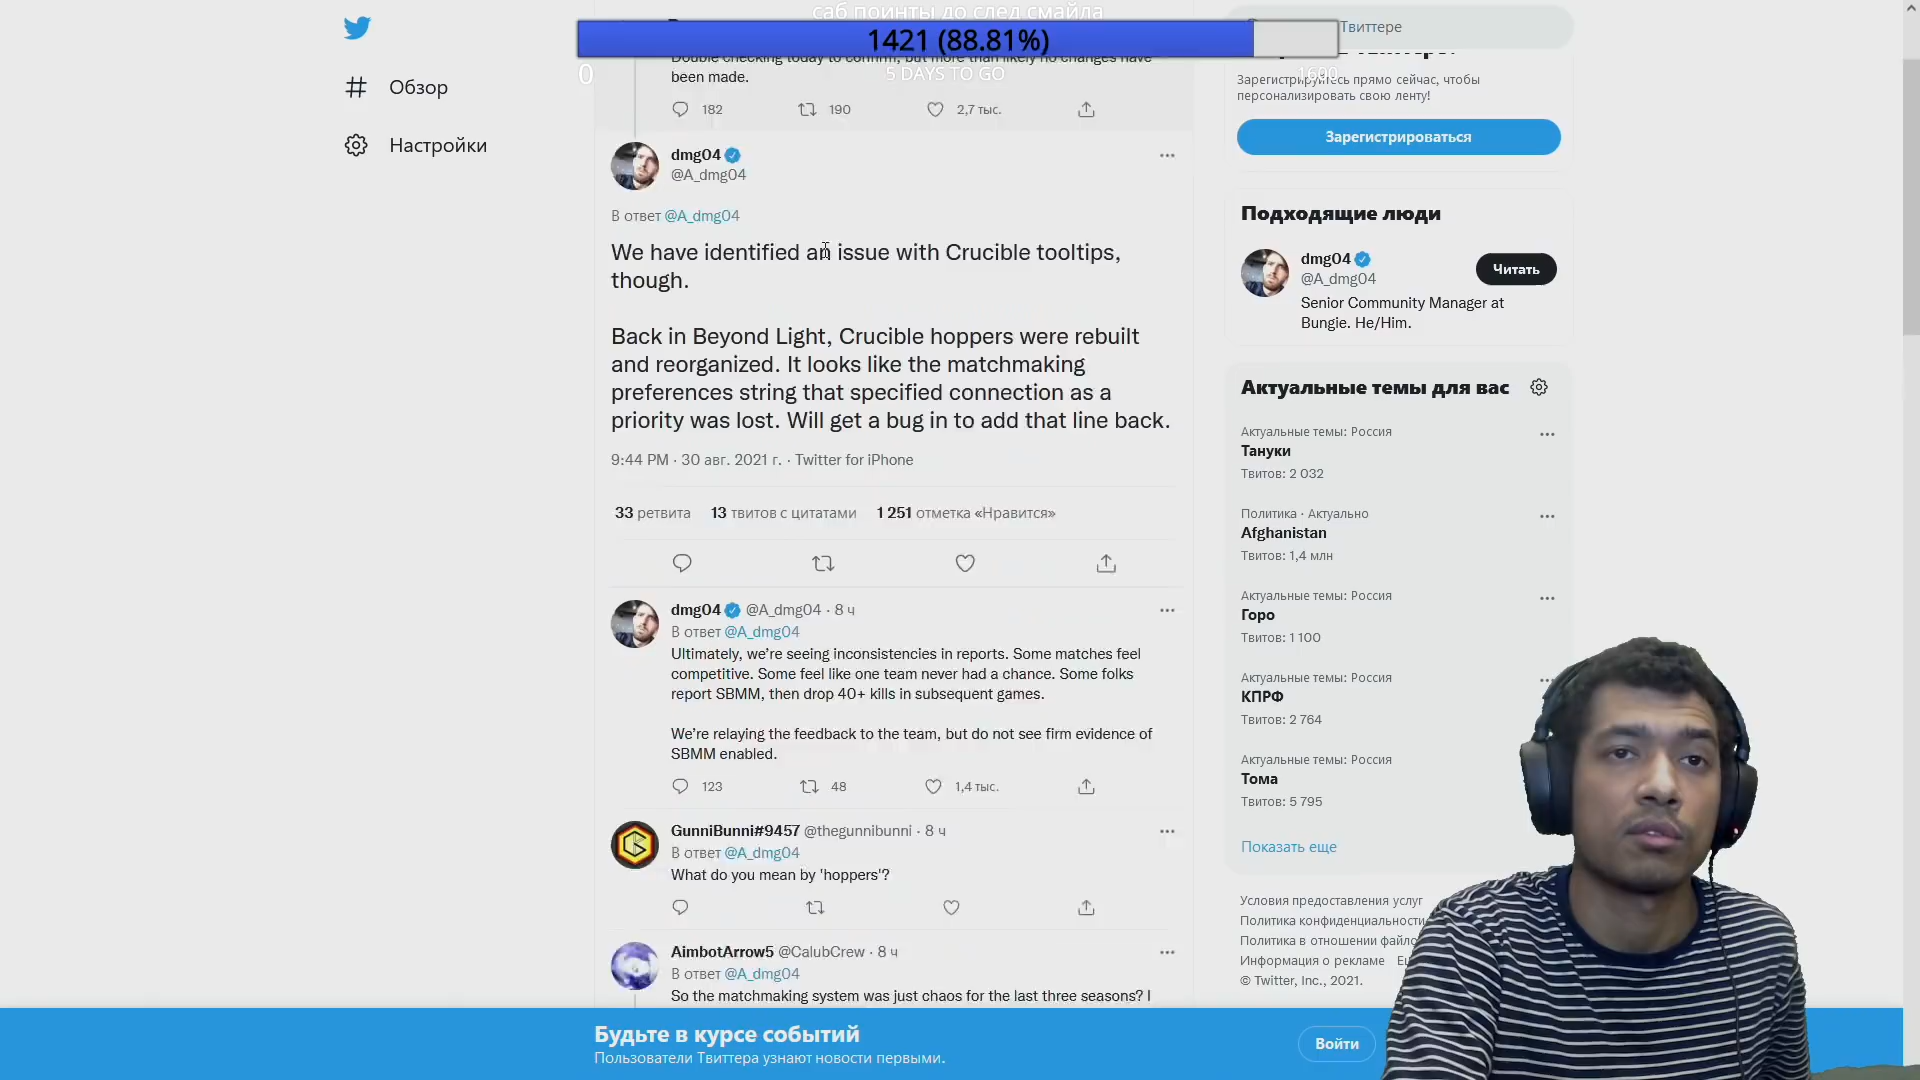 саб поинты до след смайла
1421 (88.81%)
0
5 DAYS TO GO
1600
Обзор
Настройки
Double checking today to confirm, but more than likely no changes have
been made.
182
190
2,7 тыс.
dmg04
@A_dmg04
В ответ @A_dmg04
We have identified an issue with Crucible tooltips,
though.
Back in Beyond Light, Crucible hoppers were rebuilt
and reorganized. It looks like the matchmaking
preferences string that specified connection as a
priority was lost. Will get a bug in to add that line back.
9:44 PM · 30 авг. 2021 г. · Twitter for iPhone
33 ретвита 13 твитов с цитатами 1 251 отметка «Нравится»
dmg04 @A_dmg04 · 8 ч
В ответ @A_dmg04
Ultimately, we’re seeing inconsistencies in reports. Some matches feel
competitive. Some feel like one team never had a chance. Some folks
report SBMM, then drop 40+ kills in subsequent games.
We’re relaying the feedback to the team, but do not see firm evidence of
SBMM enabled.
123
48
1,4 тыс.
GunniBunni#9457 @thegunnibunni · 8 ч
В ответ @A_dmg04
What do you mean by 'hoppers'?
AimbotArrow5 @CalubCrew · 8 ч
В ответ @A_dmg04
So the matchmaking system was just chaos for the last three seasons? I
Твиттере
Зарегистрируйтесь прямо сейчас, чтобы
персонализировать свою ленту!
Зарегистрироваться
Подходящие люди
dmg04
@A_dmg04
Читать
Senior Community Manager at
Bungie. He/Him.
Актуальные темы для вас
Актуальные темы: Россия
Тануки
Твитов: 2 032
Политика · Актуально
Afghanistan
Твитов: 1,4 млн
Актуальные темы: Россия
Горо
Твитов: 1 100
Актуальные темы: Россия
КПРФ
Твитов: 2 764
Актуальные темы: Россия
Тома
Твитов: 5 795
Показать еще
Условия предоставления услуг
Политика конфиденциальности
Политика в отношении
Информация о рекламе
© Twitter, Inc., 2021.
Будьте в курсе событий
Пользователи Твиттера узнают новости первыми.
Войти